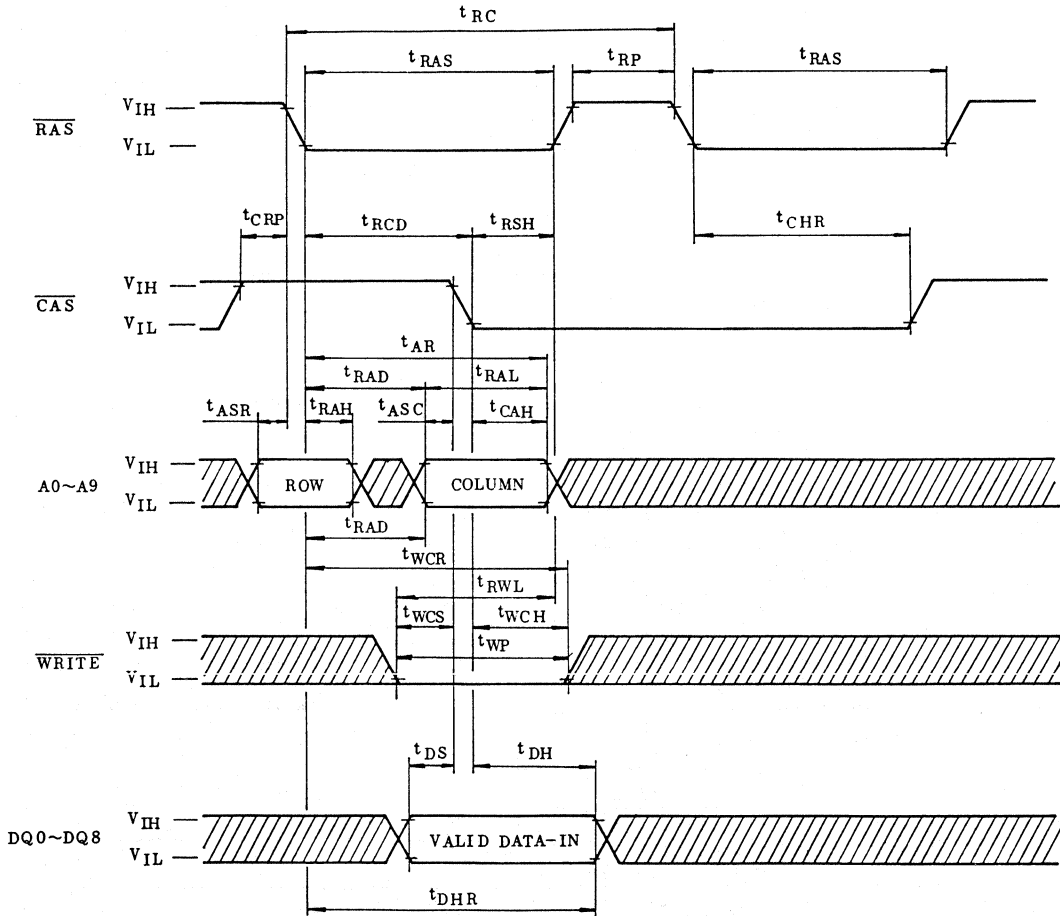 tRC
tRAS tRP tRAS
RAS VIH VIL
tCRP tRCD tRSH tCHR
CAS VIH VIL
tAR
tRAD tRAL
tASR tRAH tASC tCAH
A0~A9 VIH VIL ROW COLUMN
tRAD
tWCR
tRWL
tWCS tWCH
tWP
WRITE VIH VIL
tDS tDH
DQ0~DQ8 VIH VIL VALID DATA-IN
tDHR